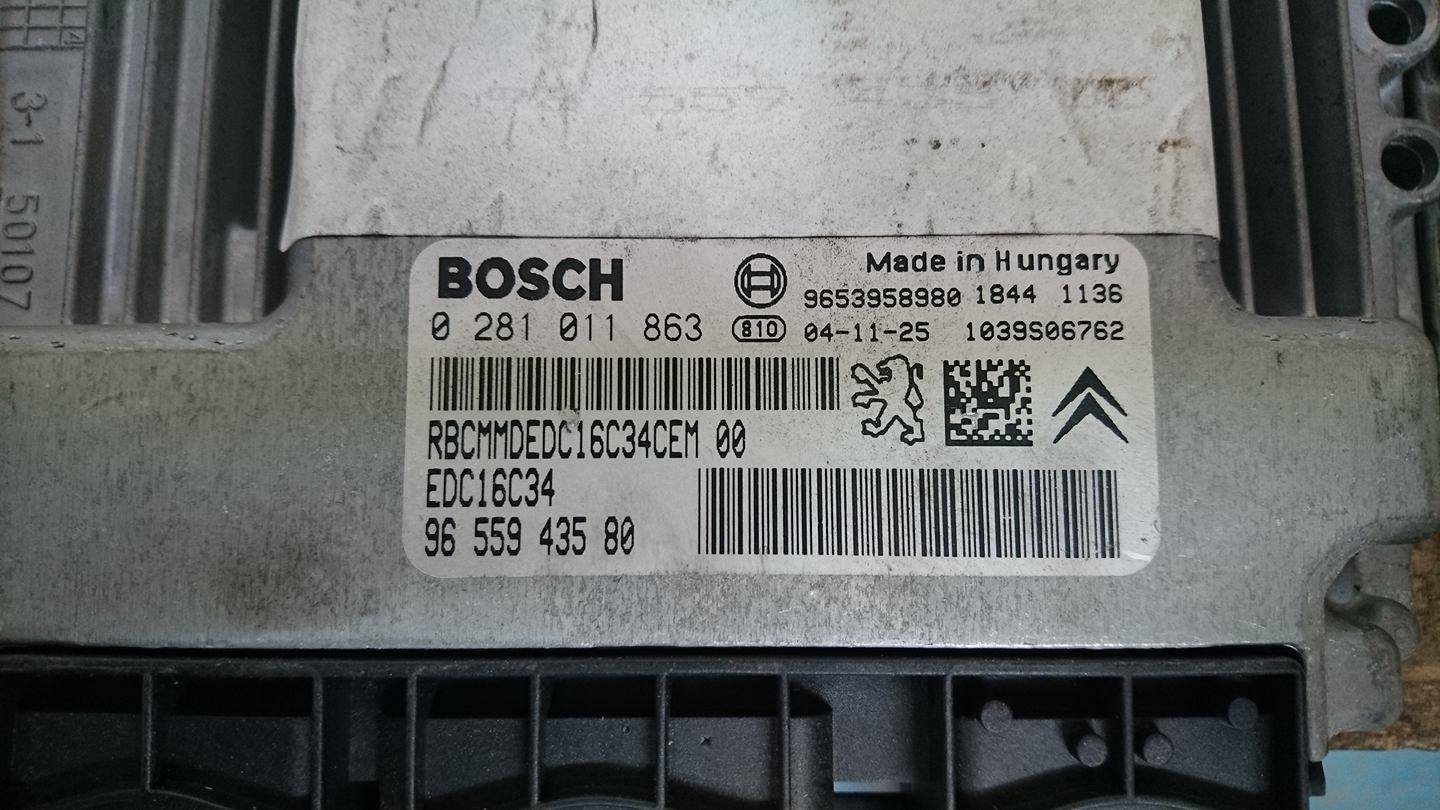 3-1 50107
BOSCH
Made in Hungary
9653958980 1844 1136
0 281 011 863
810
04-11-25 1039S06762
RBCMMDEDC16C34CEM 00
EDC16C34
96 559 435 80